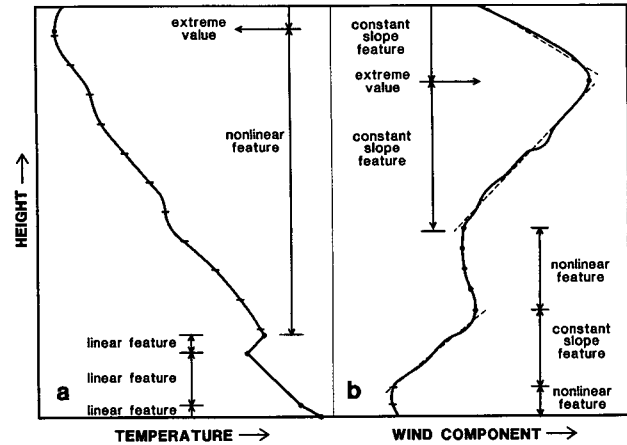 extreme
value
nonlinear
feature
linear feature
linear feature
linear feature
a
HEIGHT
TEMPERATURE
constant
slope
feature
extreme
value
constant
slope
feature
nonlinear
feature
constant
slope
feature
nonlinear
feature
b
WIND COMPONENT